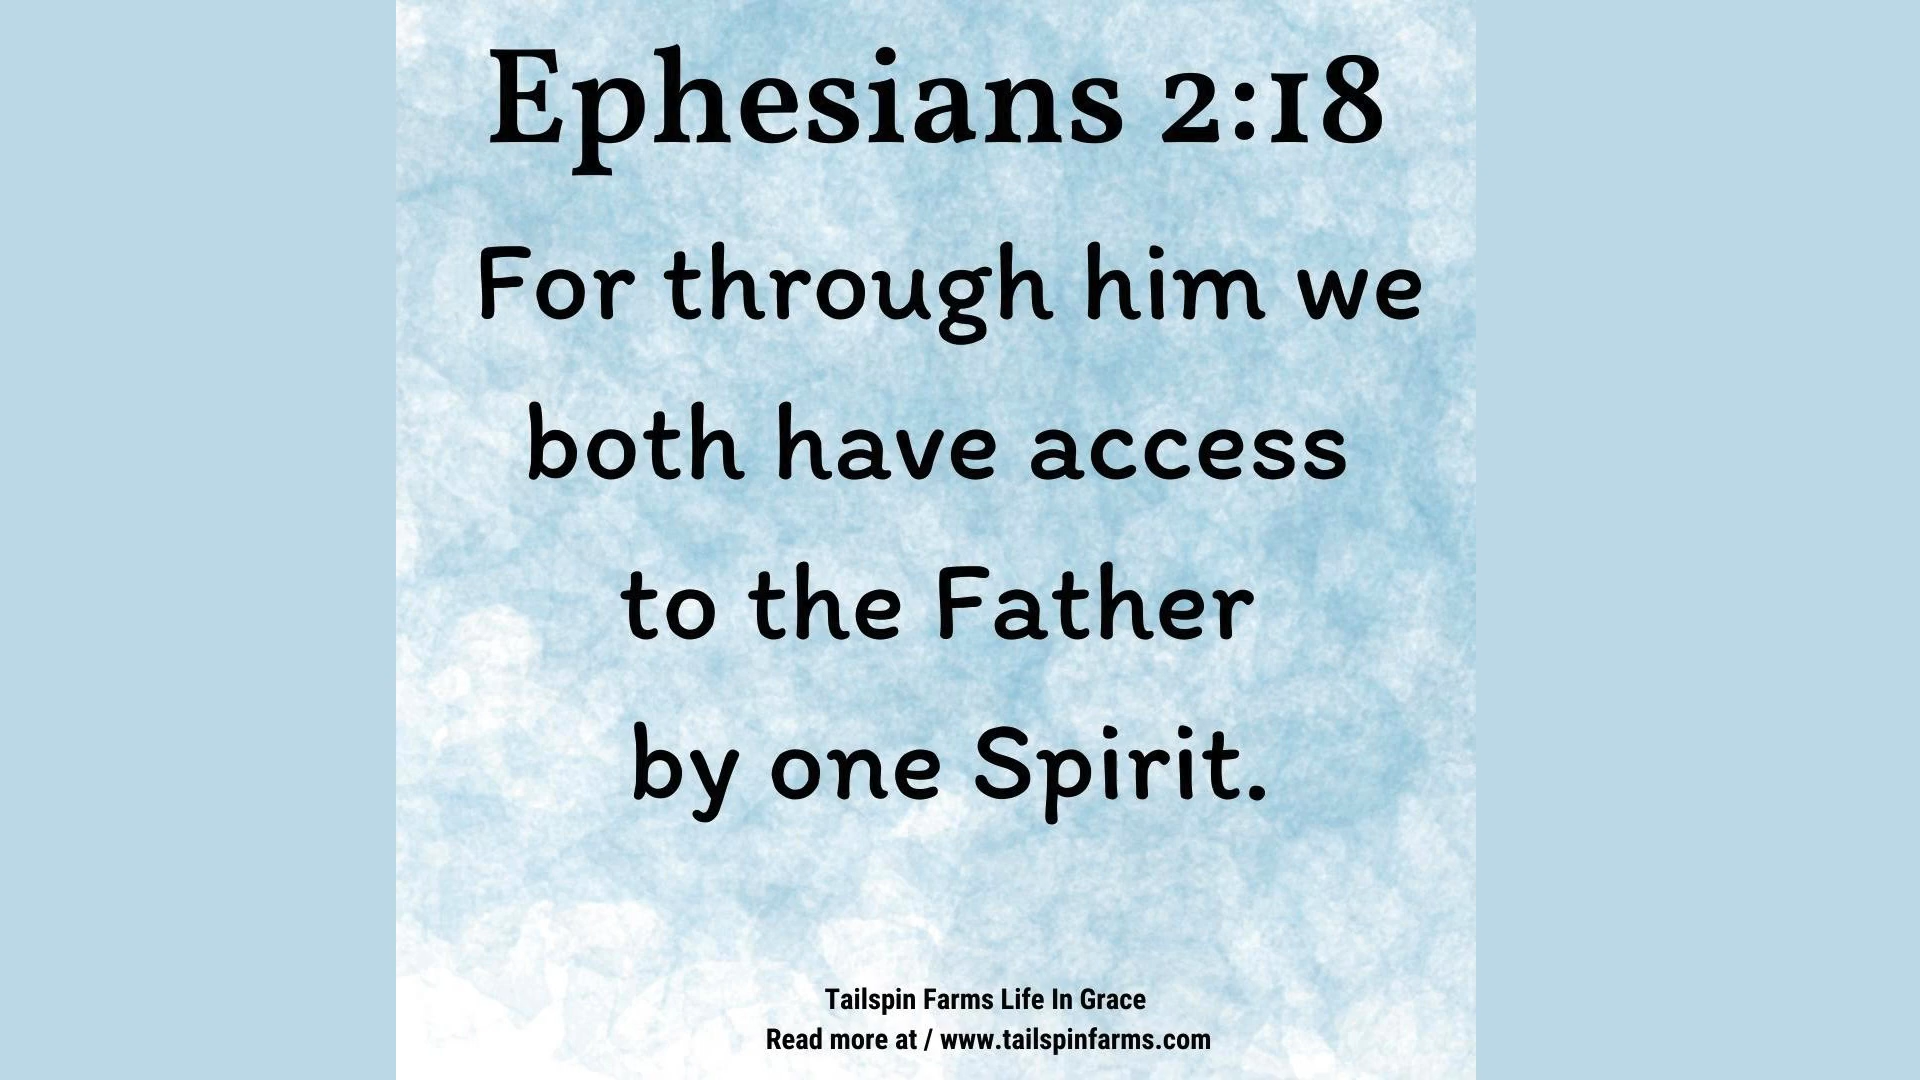 Ephesians 2:18
For through him we
both have access
to the Father
by one Spirit.
Tailspin Farms Life In Grace
Read more at / www.tailspinfarms.com